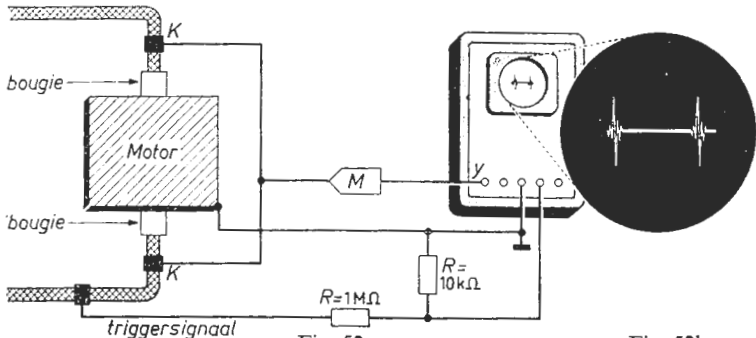 K
bougie
Motor
M
y
bougie
K
R=
10kΩ
R=1MΩ
triggersignaal